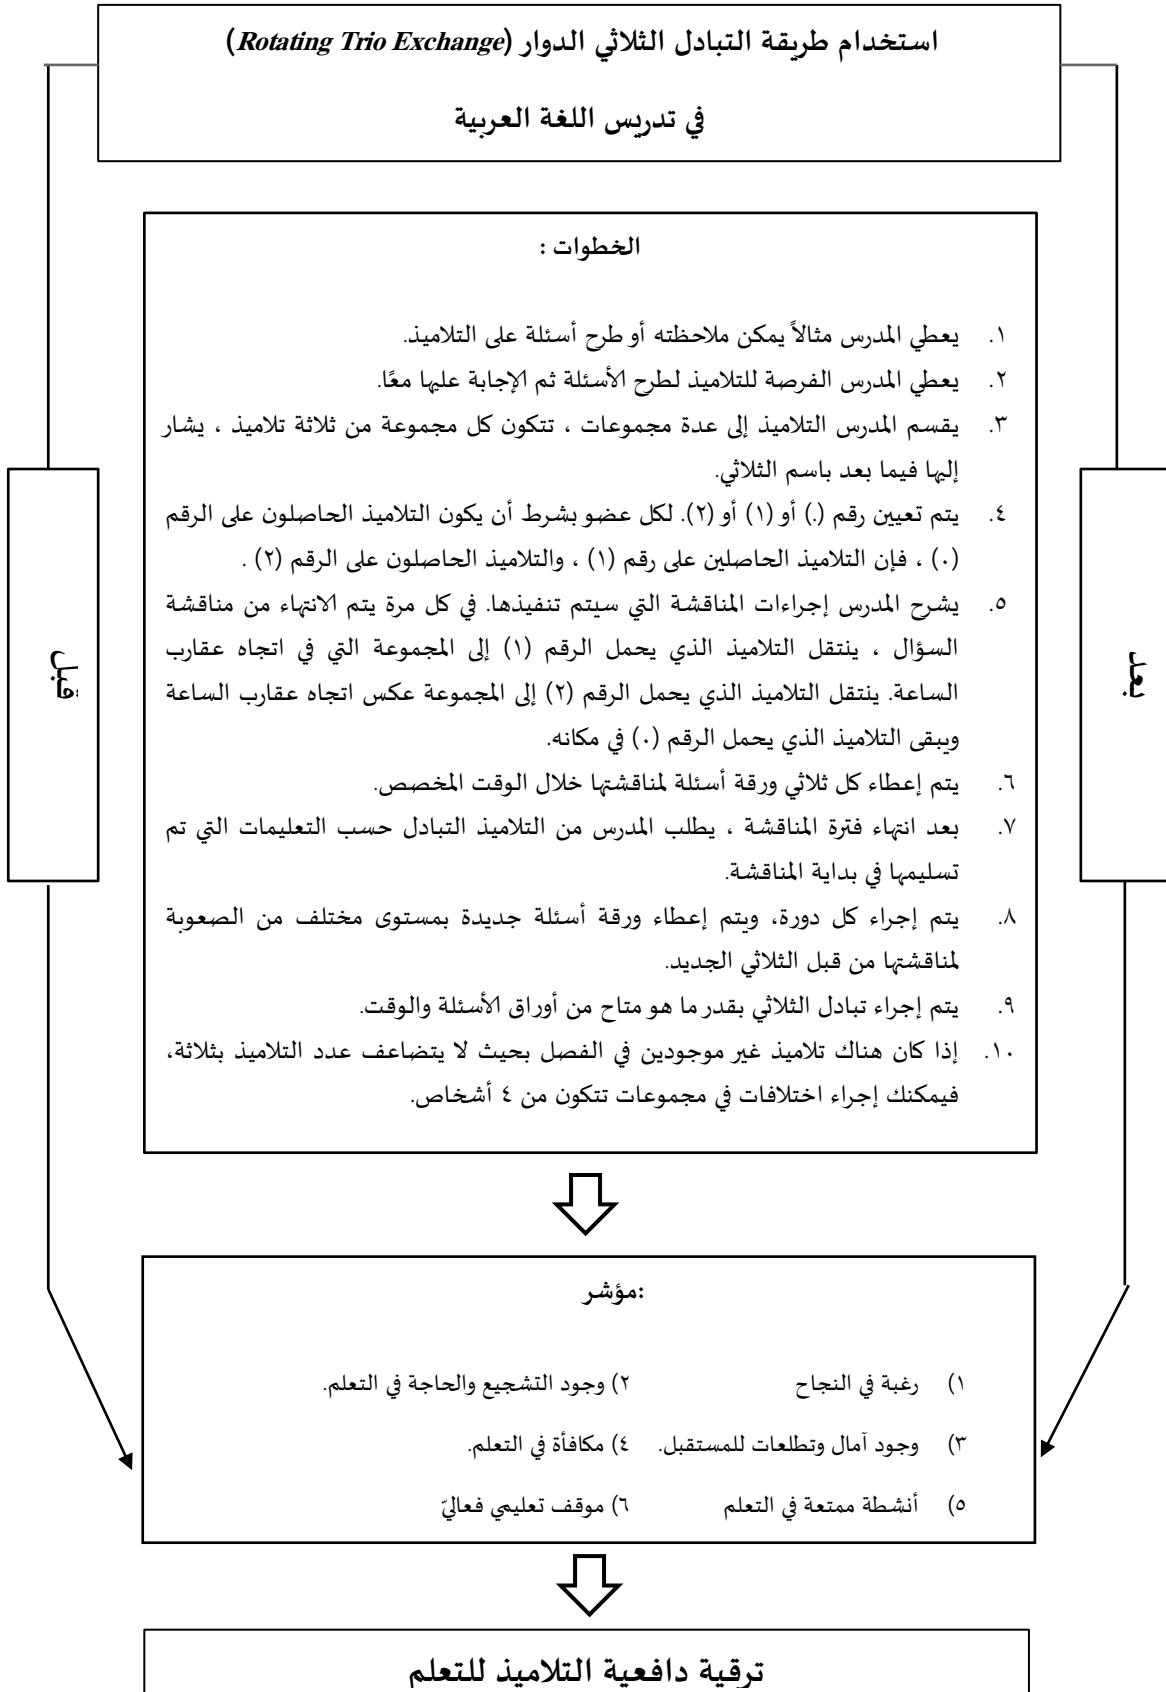 استخدام طريقة التبادل الثلاثي الدوار (Rotating Trio Exchange)
في تدريس اللغة العربية
الخطوات :
١. يعطي المدرس مثالاً يمكن ملاحظته أو طرح أسئلة على التلاميذ.
٢. يعطي المدرس الفرصة للتلاميذ لطرح الأسئلة ثم الإجابة عليها معًا.
٣. يقسم المدرس التلاميذ إلى عدة مجموعات ، تتكون كل مجموعة من ثلاثة تلاميذ ، يشار
إليها فيما بعد باسم الثلاثي.
٤. يتم تعيين رقم (.) أو (١) أو (٢). لكل عضو بشرط أن يكون التلاميذ الحاصلون على الرقم
(٠) ، فإن التلاميذ الحاصلين على رقم (١) ، والتلاميذ الحاصلون على الرقم (٢) .
٥. يشرح المدرس إجراءات المناقشة التي سيتم تنفيذها. في كل مرة يتم الانتهاء من مناقشة
السؤال ، ينتقل التلاميذ الذي يحمل الرقم (١) إلى المجموعة التي في اتجاه عقارب
الساعة. ينتقل التلاميذ الذي يحمل الرقم (٢) إلى المجموعة عكس اتجاه عقارب الساعة
ويبقى التلاميذ الذي يحمل الرقم (٠) في مكانه.
٦. يتم إعطاء كل ثلاثي ورقة أسئلة لمناقشتها خلال الوقت المخصص.
٧. بعد انتهاء فترة المناقشة ، يطلب المدرس من التلاميذ التبادل حسب التعليمات التي تم
تسليمها في بداية المناقشة.
٨. يتم إجراء كل دورة، ويتم إعطاء ورقة أسئلة جديدة بمستوى مختلف من الصعوبة
لمناقشتها من قبل الثلاثي الجديد.
٩. يتم إجراء تبادل الثلاثي بقدر ما هو متاح من أوراق الأسئلة والوقت.
١٠. إذا كان هناك تلاميذ غير موجودين في الفصل بحيث لا يتضاعف عدد التلاميذ بثلاثة،
فيمكنك إجراء اختلافات في مجموعات تتكون من ٤ أشخاص.
بعد
قبل
مؤشر:
١) رغبة في النجاح ٢) وجود التشجيع والحاجة في التعلم.
٣) وجود آمال وتطلعات للمستقبل. ٤) مكافأة في التعلم.
٥) أنشطة ممتعة في التعلم ٦) موقف تعليمي فعاليّ
ترقية دافعية التلاميذ للتعلم